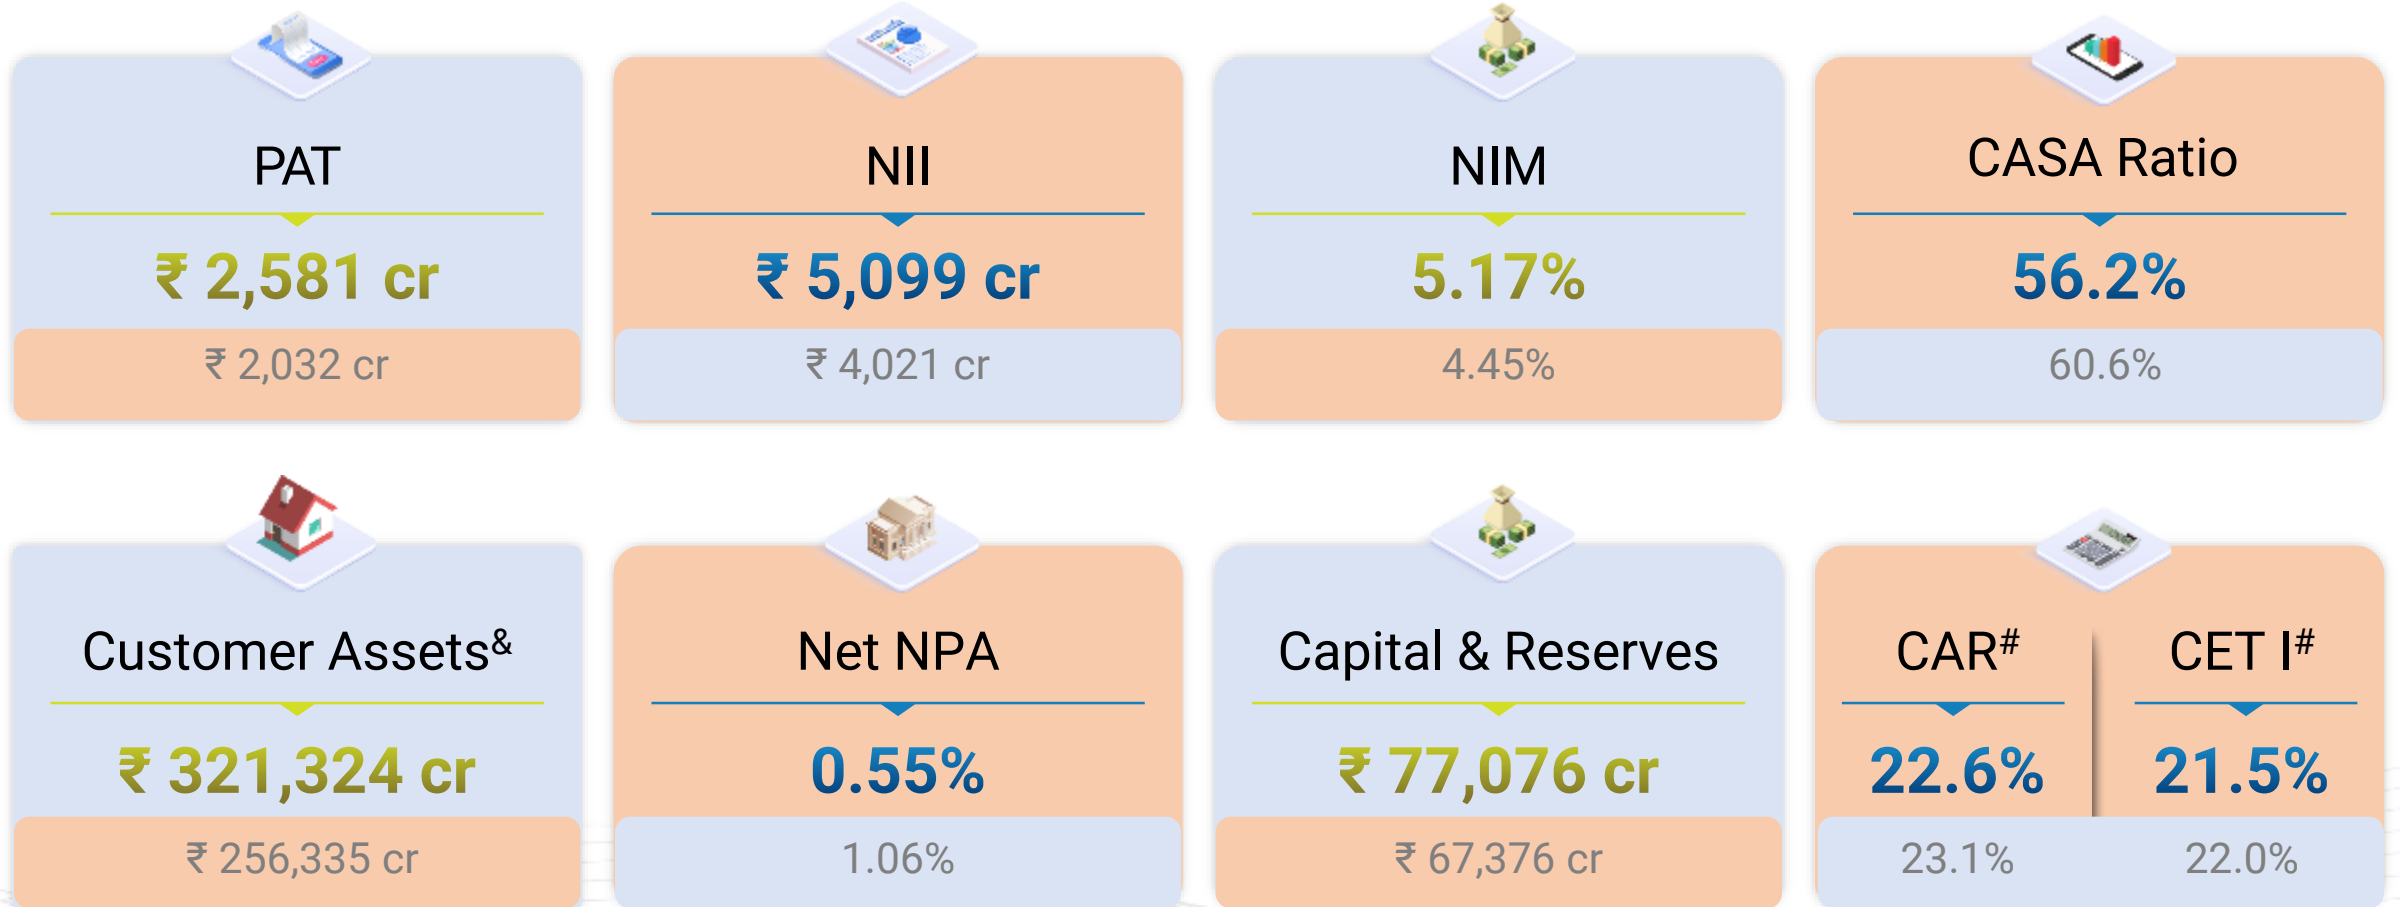 PAT
₹ 2,581 cr
₹ 2,032 cr
NII
₹ 5,099 cr
₹ 4,021 cr
NIM
5.17%
4.45%
CASA Ratio
56.2%
60.6%
Customer Assets&
₹ 321,324 cr
₹ 256,335 cr
Net NPA
0.55%
1.06%
Capital & Reserves
₹ 77,076 cr
₹ 67,376 cr
CAR#
22.6%
23.1%
CET I#
21.5%
22.0%